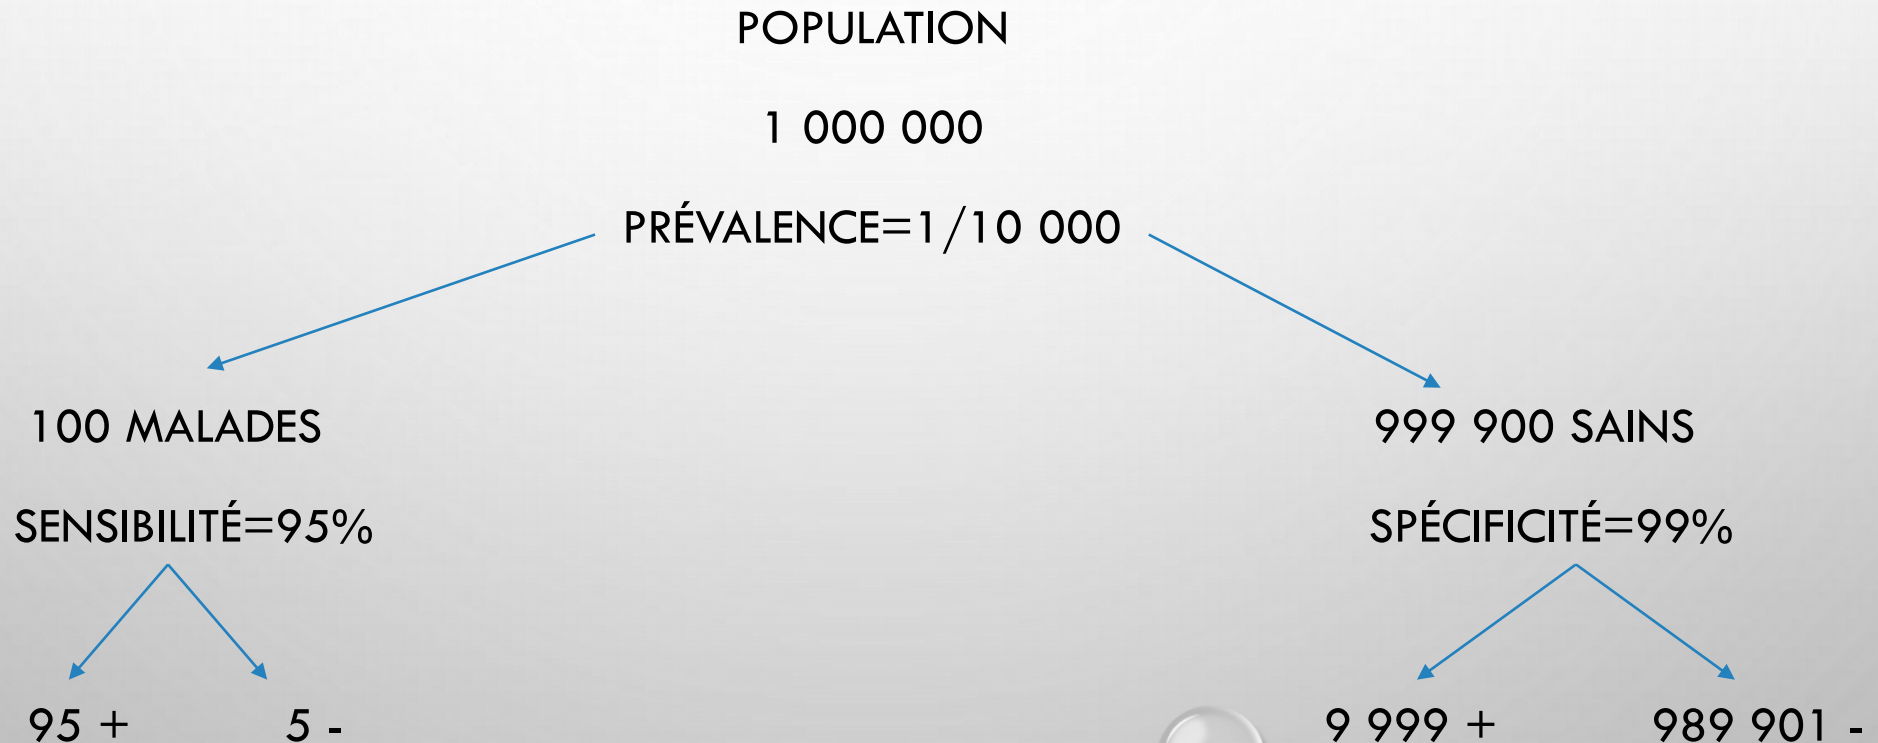 POPULATION
1 000 000
PRÉVALENCE=1/10 000
100 MALADES
999 900 SAINS
SENSIBILITÉ=95%
SPÉCIFICITÉ=99%
95 +
5 -
9 999 +
989 901 -